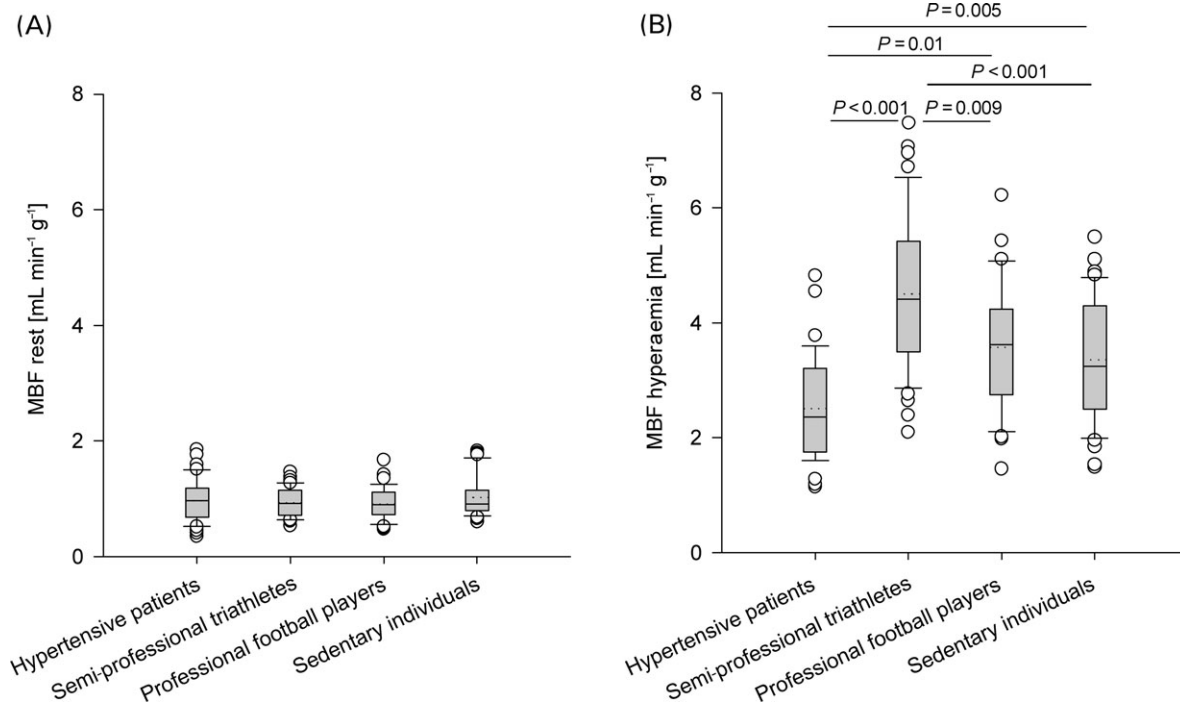 (A)
8
6
4
2
0
MBF rest [mL min⁻¹ g⁻¹]
Hypertensive patients
Semi-professional triathletes
Professional football players
Sedentary individuals
(B)
P = 0.005
P = 0.01
P < 0.001
P < 0.001
P = 0.009
8
6
4
2
0
MBF hyperaemia [mL min⁻¹ g⁻¹]
Hypertensive patients
Semi-professional triathletes
Professional football players
Sedentary individuals